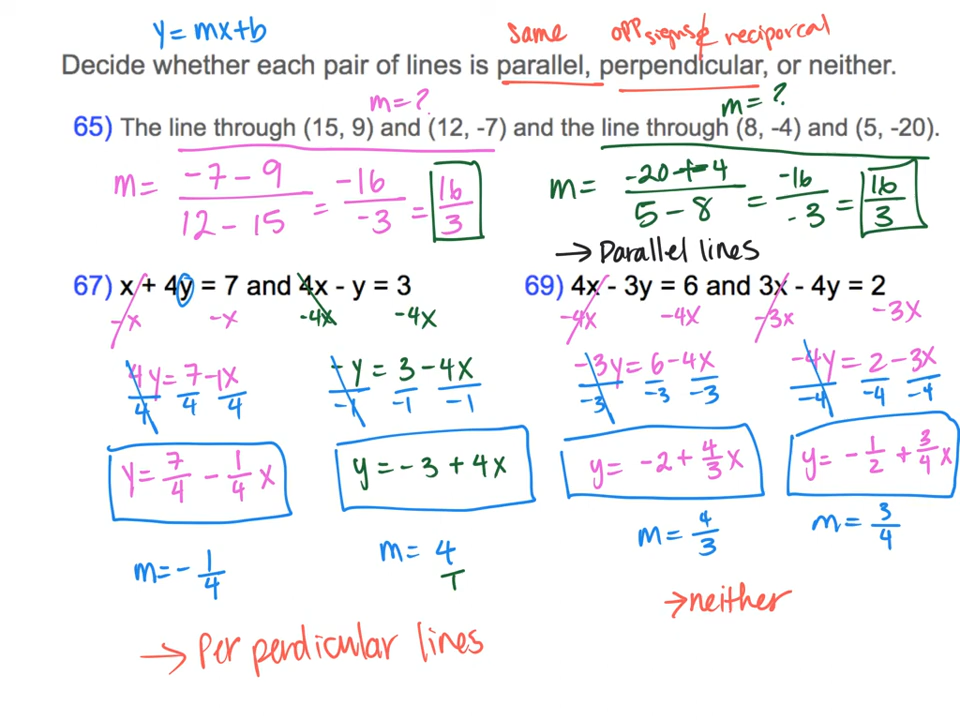 y = mx+b
same opp signs & reciporcal
Decide whether each pair of lines is parallel, perpendicular, or neither.
m = ? m = ?
65) The line through (15, 9) and (12, -7) and the line through (8, -4) and (5, -20).
m = (-7 - 9)/(12 - 15) = -16/-3 = 16/3
m = (-20 + -4)/(5 - 8) = -16/-3 = 16/3
→ Parallel lines
67) x + 4y = 7 and 4x - y = 3
-x -x -4x -4x
4y/4 = 7/4 -1x/4
-y/-1 = 3/-1 -4x/-1
y = 7/4 - 1/4 x
y = -3 + 4x
m = - 1/4
m = 4/1
→ Perpendicular lines
69) 4x - 3y = 6 and 3x - 4y = 2
-4x -4x -3x -3x
-3y/-3 = 6/-3 -4x/-3
-4y/-4 = 2/-4 -3x/-4
y = -2 + 4/3 x
y = - 1/2 + 3/4 x
m = 4/3
m = 3/4
→ neither